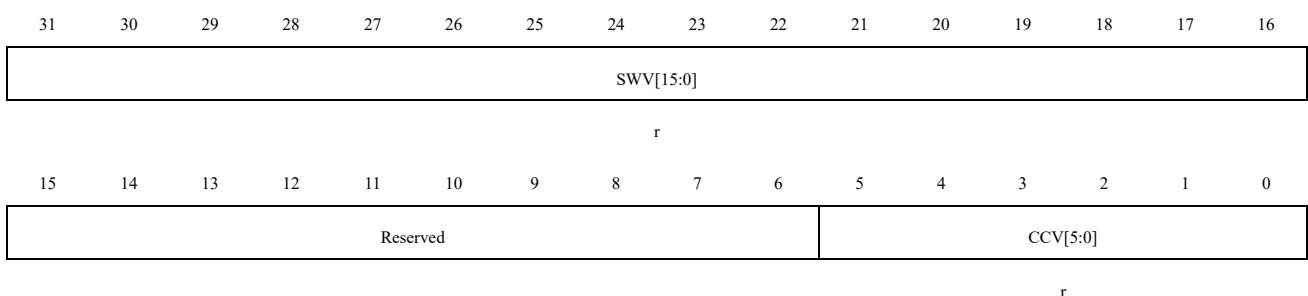 31 30 29 28 27 26 25 24 23 22 21 20 19 18 17 16
SWV[15:0]
r
15 14 13 12 11 10 9 8 7 6 5 4 3 2 1 0
Reserved CCV[5:0]
r